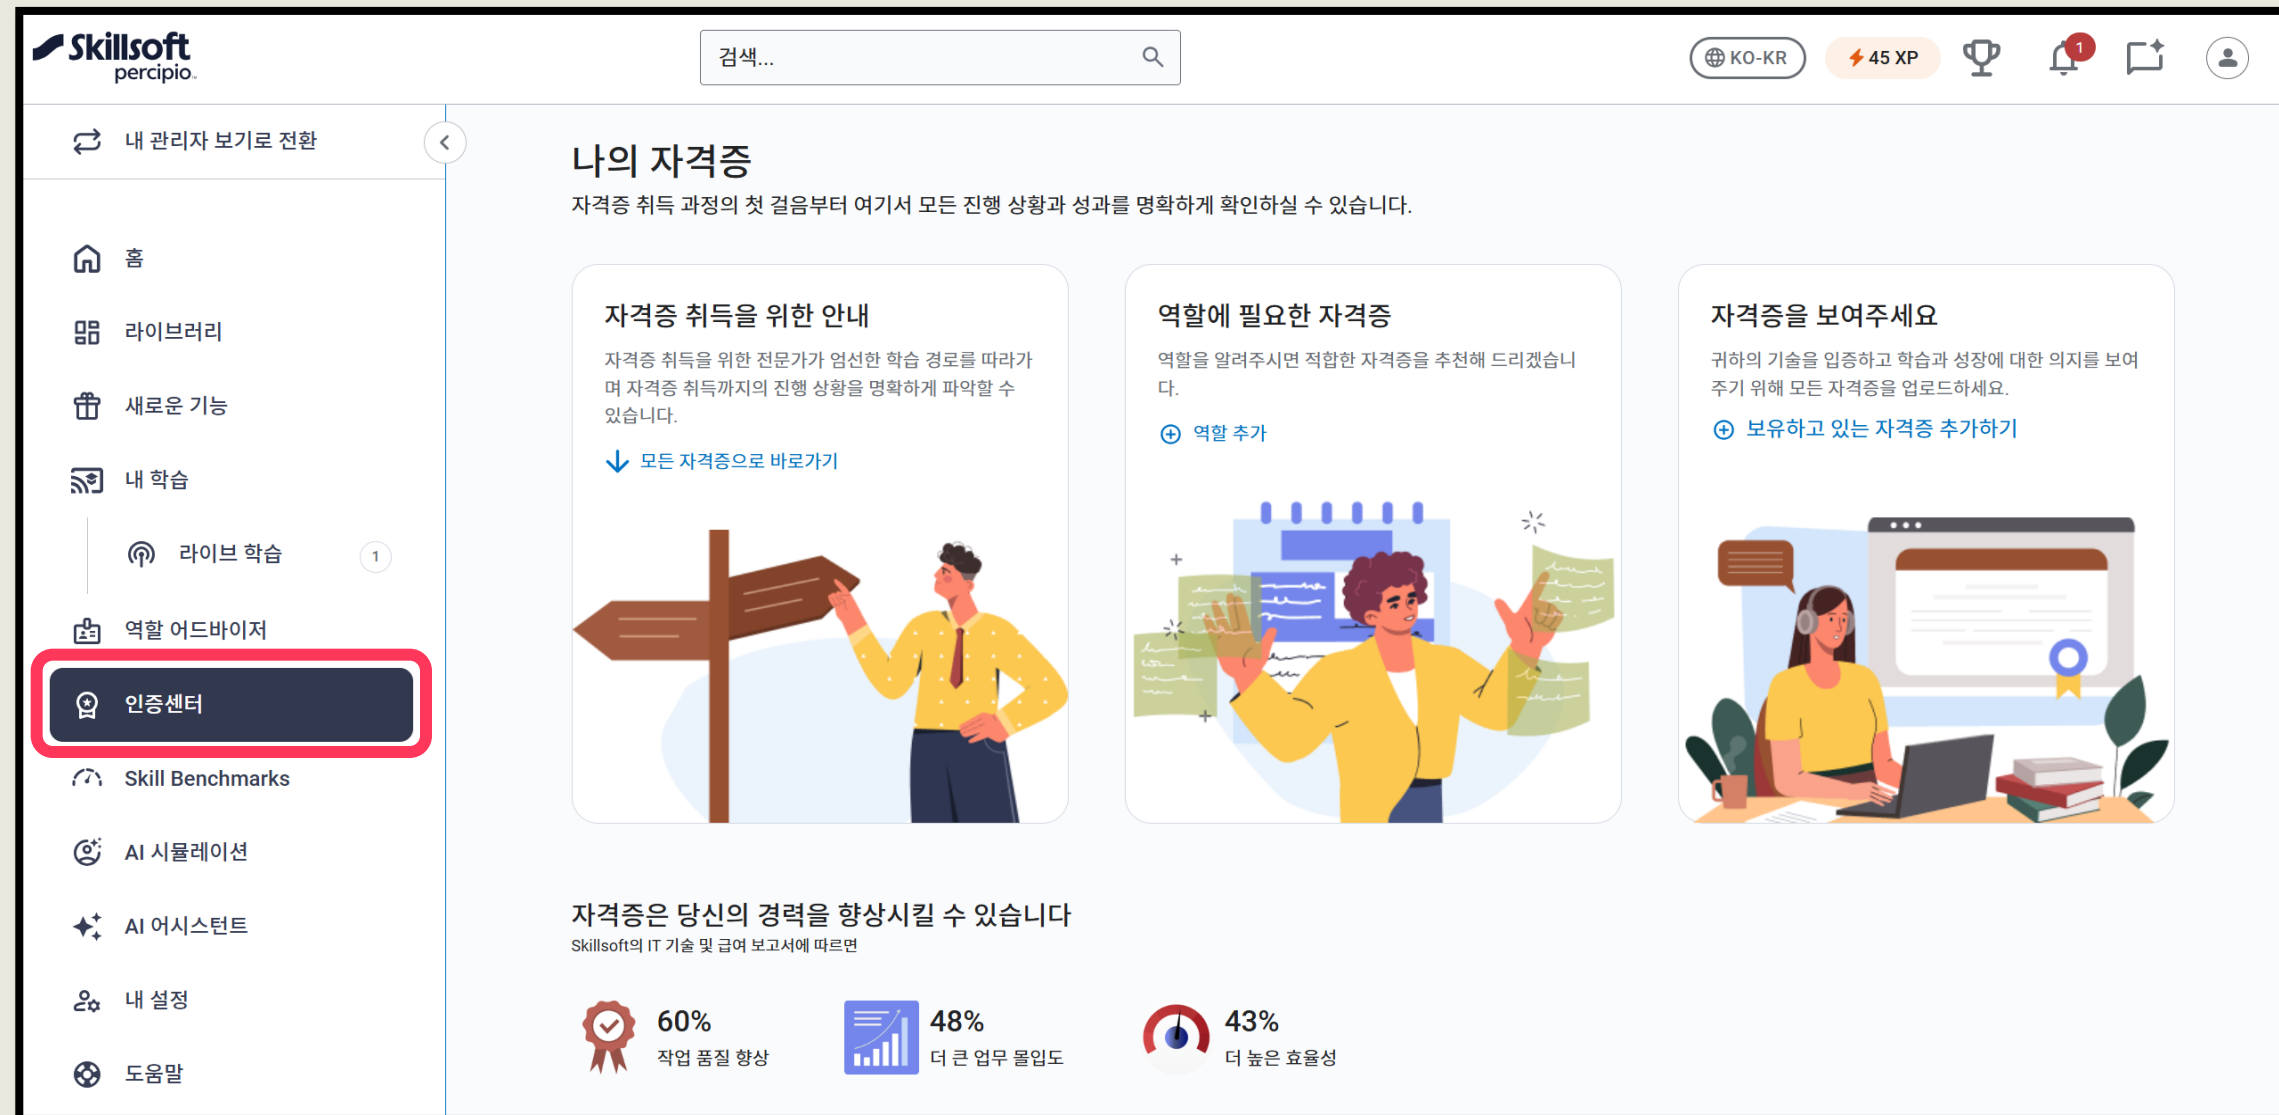 Skillsoft
percipio
검색...
KO-KR
45 XP
1
내 관리자 보기로 전환
홈
라이브러리
새로운 기능
내 학습
라이브 학습
1
역할 어드바이저
인증센터
Skill Benchmarks
AI 시뮬레이션
AI 어시스턴트
내 설정
도움말
나의 자격증
자격증 취득 과정의 첫 걸음부터 여기서 모든 진행 상황과 성과를 명확하게 확인하실 수 있습니다.
자격증 취득을 위한 안내
자격증 취득을 위한 전문가가 엄선한 학습 경로를 따라가
며 자격증 취득까지의 진행 상황을 명확하게 파악할 수
있습니다.
모든 자격증으로 바로가기
역할에 필요한 자격증
역할을 알려주시면 적합한 자격증을 추천해 드리겠습니
다.
역할 추가
자격증을 보여주세요
귀하의 기술을 입증하고 학습과 성장에 대한 의지를 보여
주기 위해 모든 자격증을 업로드하세요.
보유하고 있는 자격증 추가하기
자격증은 당신의 경력을 향상시킬 수 있습니다
Skillsoft의 IT 기술 및 급여 보고서에 따르면
60%
작업 품질 향상
48%
더 큰 업무 몰입도
43%
더 높은 효율성